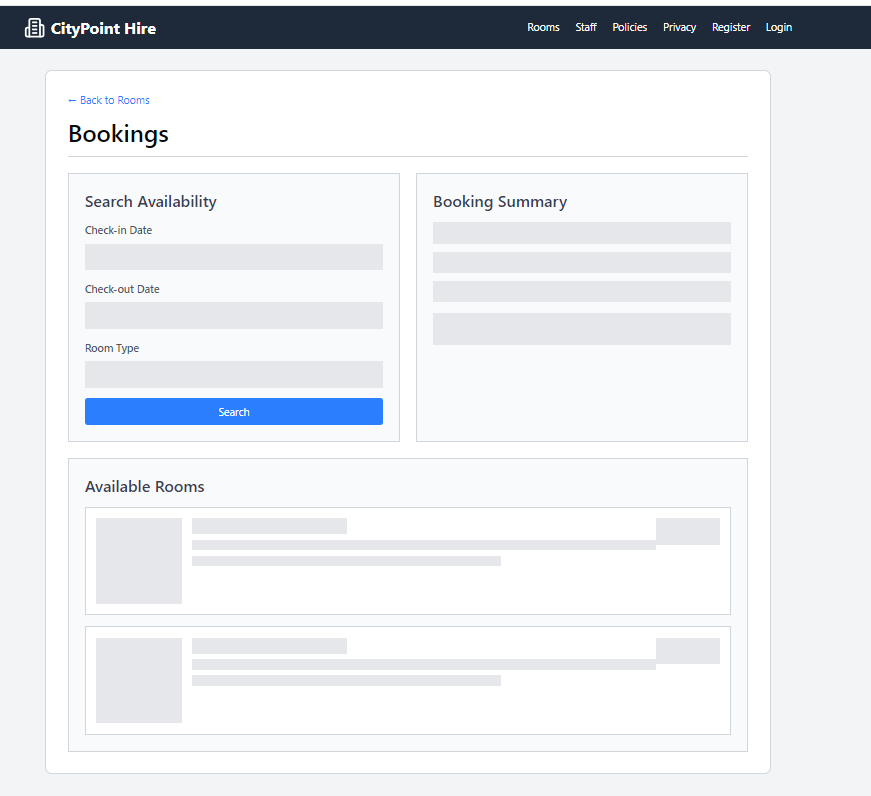 CityPoint Hire
Rooms Staff Policies Privacy Register Login
← Back to Rooms
Bookings
Search Availability
Check-in Date
Check-out Date
Room Type
Search
Booking Summary
Available Rooms